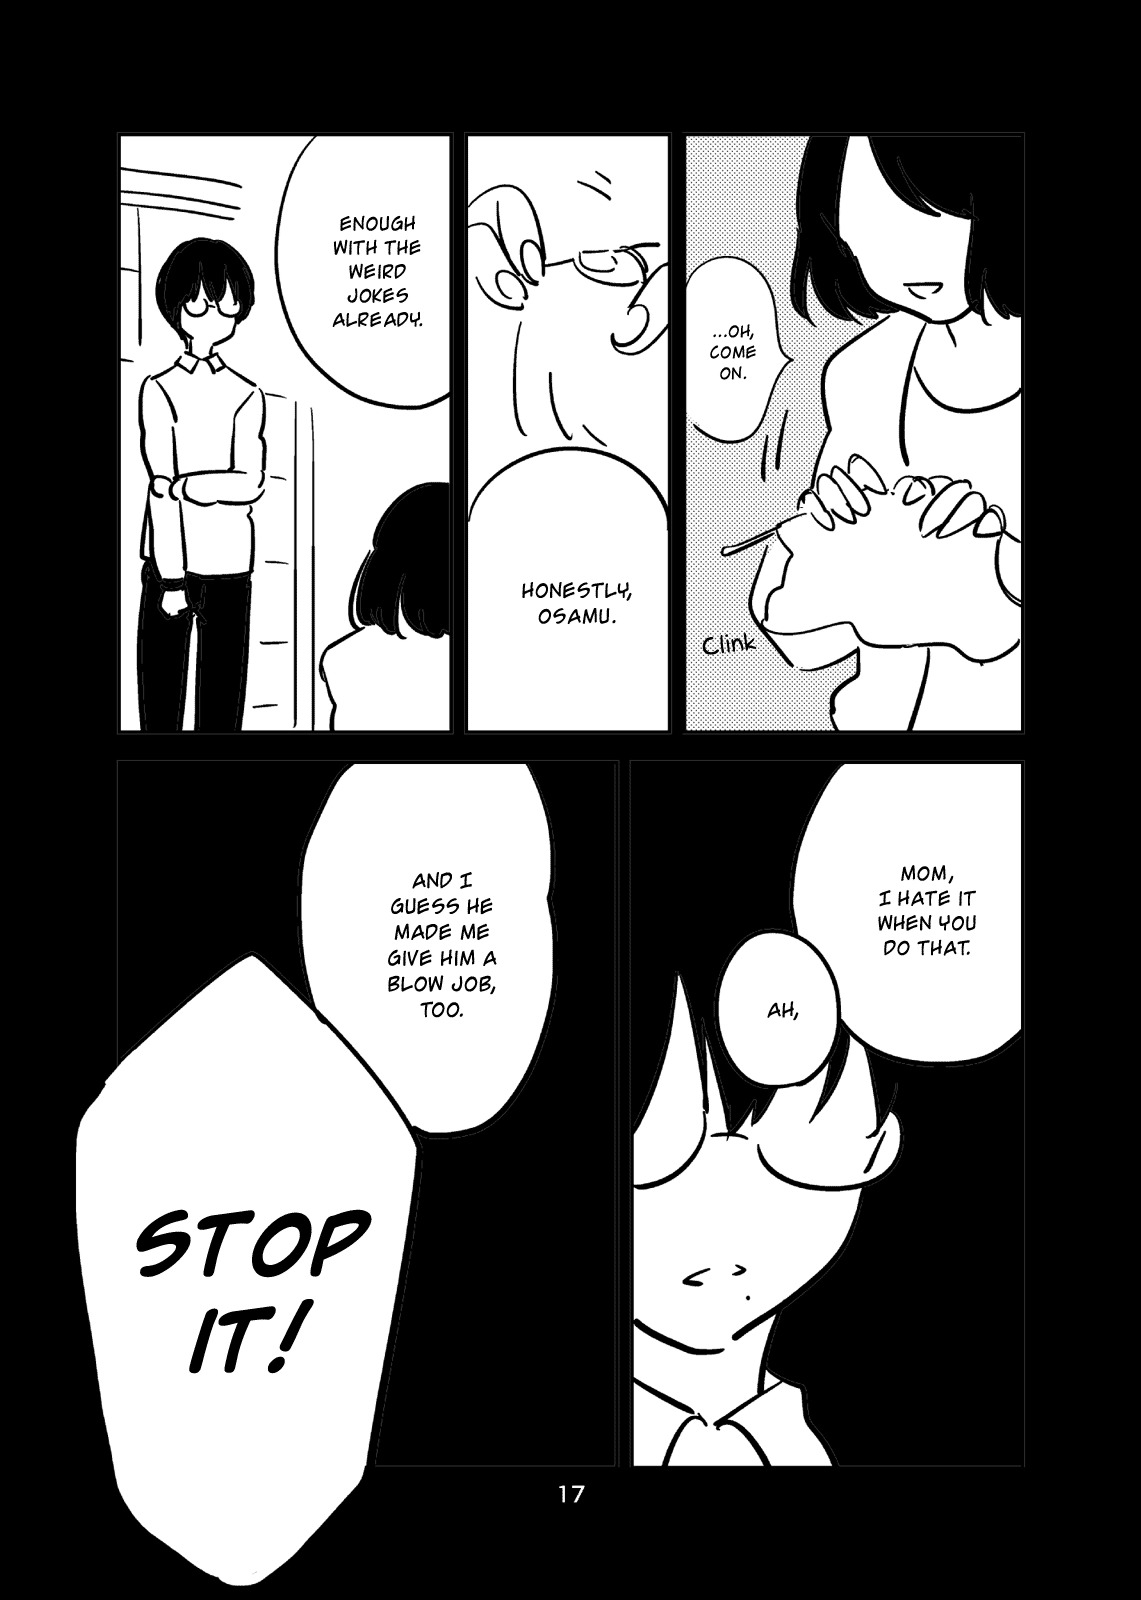 ...OH,
COME
ON.
Clink
HONESTLY,
OSAMU.
ENOUGH
WITH THE
WEIRD
JOKES
ALREADY.
MOM,
I HATE IT
WHEN YOU
DO THAT.
AH,
AND I
GUESS HE
MADE ME
GIVE HIM A
BLOW JOB,
TOO.
STOP
IT!
17